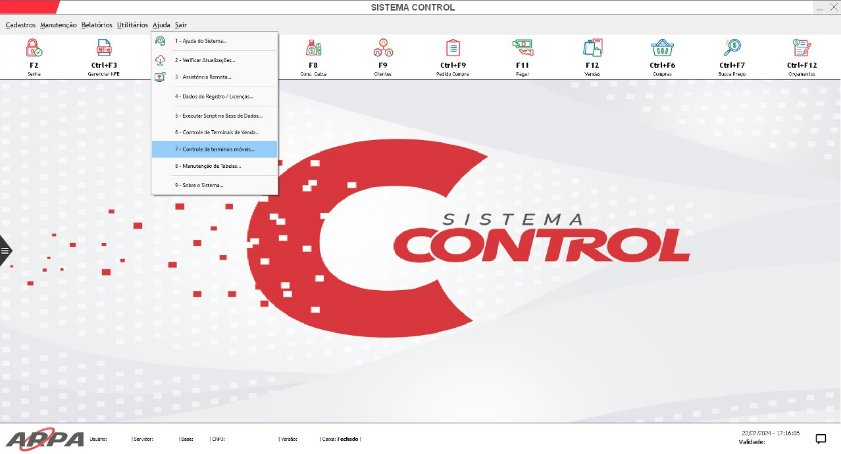 SISTEMA CONTROL
Cadastros Manutenção Relatórios Utilitários Ajuda Sair
F2
Senha
Ctrl+F3
Gerenciar NFE
NF-e
F8
Cons. Caixa
F9
Clientes
Ctrl+F9
Pedido Compra
F11
Pagar
F12
Vendas
Ctrl+F6
Compras
Ctrl+F7
Busca Preço
Ctrl+F12
Orçamentos
1 - Ajuda do Sistema...
2 - Verificar Atualizações...
3 - Assistência Remota...
4 - Dados do Registro / Licenças...
5 - Executar Script na Base de Dados...
6 - Controle de Terminais de Venda...
7 - Controle de terminais móveis...
8 - Manutenção de Tabelas...
9 - Sobre o Sistema...
SISTEMA
CONTROL
ARPA
Usuário: | Servidor: | Base: | CNPJ: | Versão: | Caixa: Fechado |
22/07/2024 - 17:16:05
Validade: